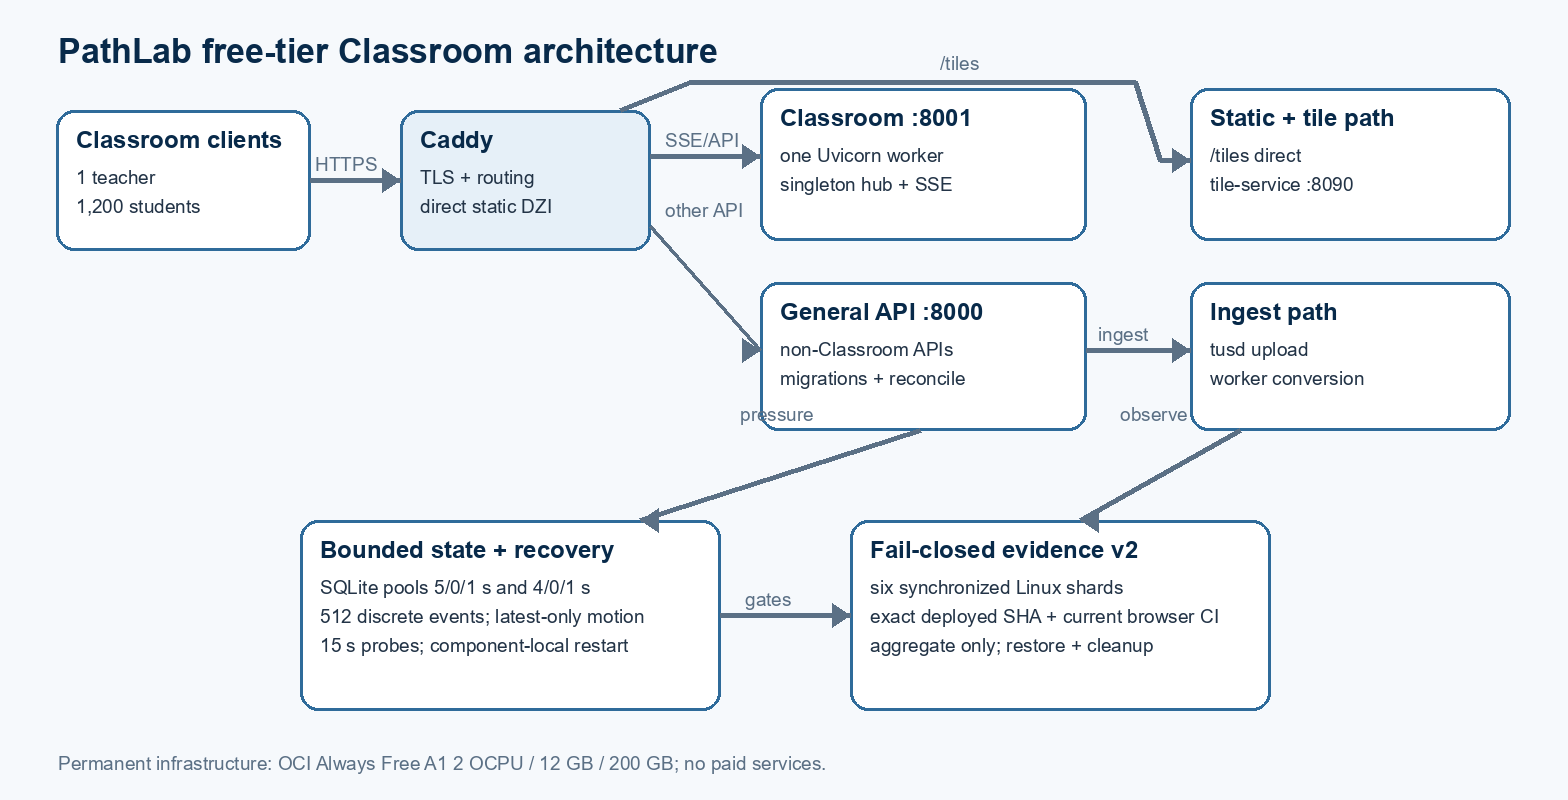 PathLab free-tier Classroom architecture
/tiles
Classroom clients
1 teacher
1,200 students
HTTPS
Caddy
TLS + routing
direct static DZI
SSE/API
other API
Classroom :8001
one Uvicorn worker
singleton hub + SSE
Static + tile path
/tiles direct
tile-service :8090
General API :8000
non-Classroom APIs
migrations + reconcile
ingest
Ingest path
tusd upload
worker conversion
pressure
observe
Bounded state + recovery
SQLite pools 5/0/1 s and 4/0/1 s
512 discrete events; latest-only motion
15 s probes; component-local restart
gates
Fail-closed evidence v2
six synchronized Linux shards
exact deployed SHA + current browser CI
aggregate only; restore + cleanup
Permanent infrastructure: OCI Always Free A1 2 OCPU / 12 GB / 200 GB; no paid services.